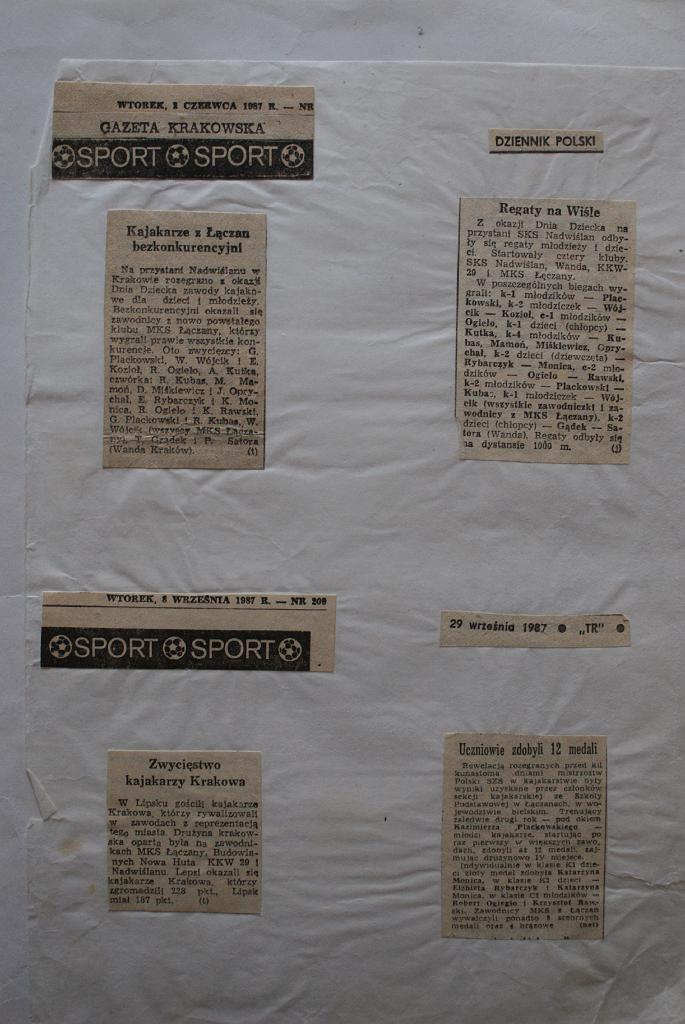 WTOREK, 2 CZERWCA 1987 R. — NR
GAZETA KRAKOWSKA
SPORT SPORT
Kajakarze z Łączan
bezkonkurencyjni
Na przystani Nadwiślanu w
Krakowie rozegrano z okazji
Dnia Dziecka zawody kajako-
we dla dzieci i młodzieży.
Bezkonkurencyjni okazali się
zawodnicy z nowo powstałego
klubu MKS Łączany, którzy
wygrali prawie wszystkie kon-
kurencje. Oto zwycięzcy: G.
Plackowski, W. Wójcik i E.
Kozioł, R. Ogieło, A. Kutka,
czwórka: R. Kubas, M. Ma-
moń, D. Miśkiewicz i J. Opry-
chał, E. Rybarczyk i K. Mo-
nica, R. Ogieło i K. Rawski,
G. Plackowski i R. Kubas, W.
Wójcik (wszyscy MKS Łącza-
ny), T. Gradek i P. Satora
(Wanda Kraków). (t)
DZIENNIK POLSKI
Regaty na Wiśle
Z okazji Dnia Dziecka na
przystani SKS Nadwiślan odby-
ły się regaty młodzieży i dzie-
ci. Startowały cztery kluby.
SKS Nadwiślan, Wanda, KKW-
29 i MKS Łączany.
W poszczególnych biegach wy-
grali: k-1 młodzików — Plac-
kowski, k-2 młodziczek — Wój-
cik — Kozioł, c-1 młodzików —
Ogieło, k-1 dzieci (chłopcy) —
Kutka, k-4 młodzików — Ku-
bas, Mamoń, Miśkiewicz, Opry-
chał, k-2 dzieci (dziewczęta) —
Rybarczyk — Monica, c-2 mło-
dzików — Ogieło — Rawski,
k-2 młodzików — Plackowski —
Kubas, k-1 młodziczek — Wój-
cik (wszystkie zawodniczki i za-
wodnicy z MKS Łączany), k-2
dzieci (chłopcy) — Gądek — Sa-
tora (Wanda). Regaty odbyły się
na dystansie 1000 m. (j)
WTOREK, 8 WRZEŚNIA 1987 R. — NR 209
SPORT SPORT
Zwycięstwo
kajakarzy Krakowa
W Lipsku gościli kajakarze
Krakowa, którzy rywalizowali
w zawodach z reprezentacją
tego miasta. Drużyna krakow-
ska oparta była na zawodni-
kach MKS Łączany, Budowla-
nych Nowa Huta KKW 29 i
Nadwiślanu. Lepsi okazali się
kajakarze Krakowa, którzy
zgromadzili 228 pkt., Lipsk
miał 187 pkt. (t)
29 września 1987 ● „TR" ●
Uczniowie zdobyli 12 medali
Rewelacją rozegranych przed kil
kunastoma dniami mistrzostw
Polski SZS w kajakarstwie były
wyniki uzyskane przez członków
sekcji kajakarskiej ze Szkoły
Podstawowej w Łączanach, w wo-
jewództwie bielskim. Trenujący
zaledwie drugi rok — pod okiem
Kazimierza Plackowskiego —
młodzi kajakarze, startując po
raz pierwszy w większych zawo-
dach, zdobyli aż 12 medali, zaj-
mując drużynowo IV miejsce.
Indywidualnie w klasie K1 dzie-
ci złoty medal zdobyła Katarzyna
Monica, w klasie K2 dzieci —
Elżbieta Rybarczyk i Katarzyna
Monica, w klasie C2 młodzików —
Robert Ogiegło i Krzysztof Raw-
ski. Zawodnicy MKS z Łączan
wywalczyli ponadto 5 srebrnych
medali oraz 4 brązowe